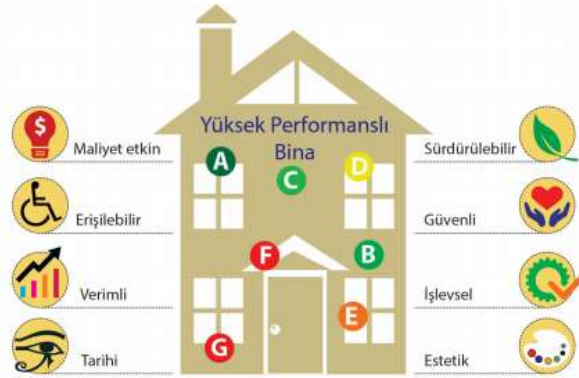 Yüksek Performanslı
Bina
A
C
D
B
F
E
G
$
Maliyet etkin
Erişilebilir
Verimli
Tarihi
Sürdürülebilir
Güvenli
İşlevsel
Estetik